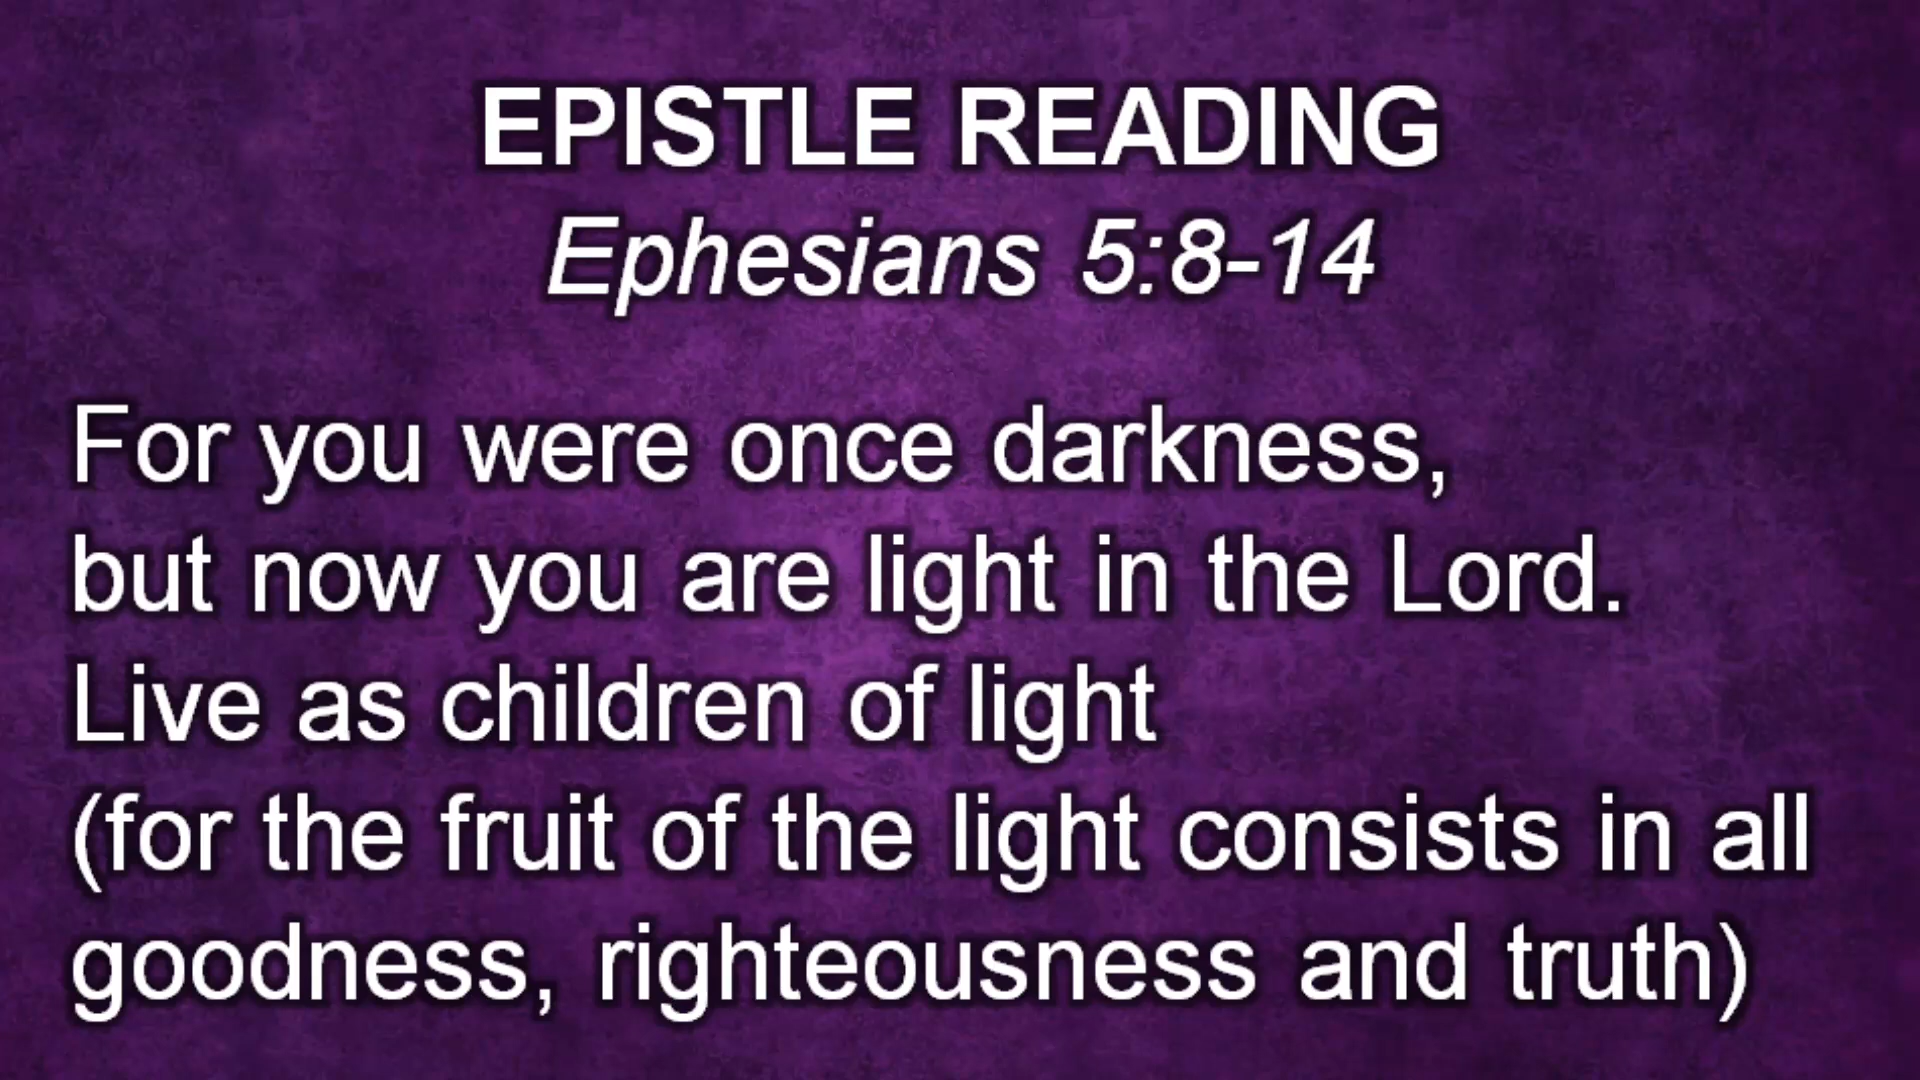 EPISTLE READING
Ephesians 5:8-14
For you were once darkness,
but now you are light in the Lord.
Live as children of light
(for the fruit of the light consists in all
goodness, righteousness and truth)